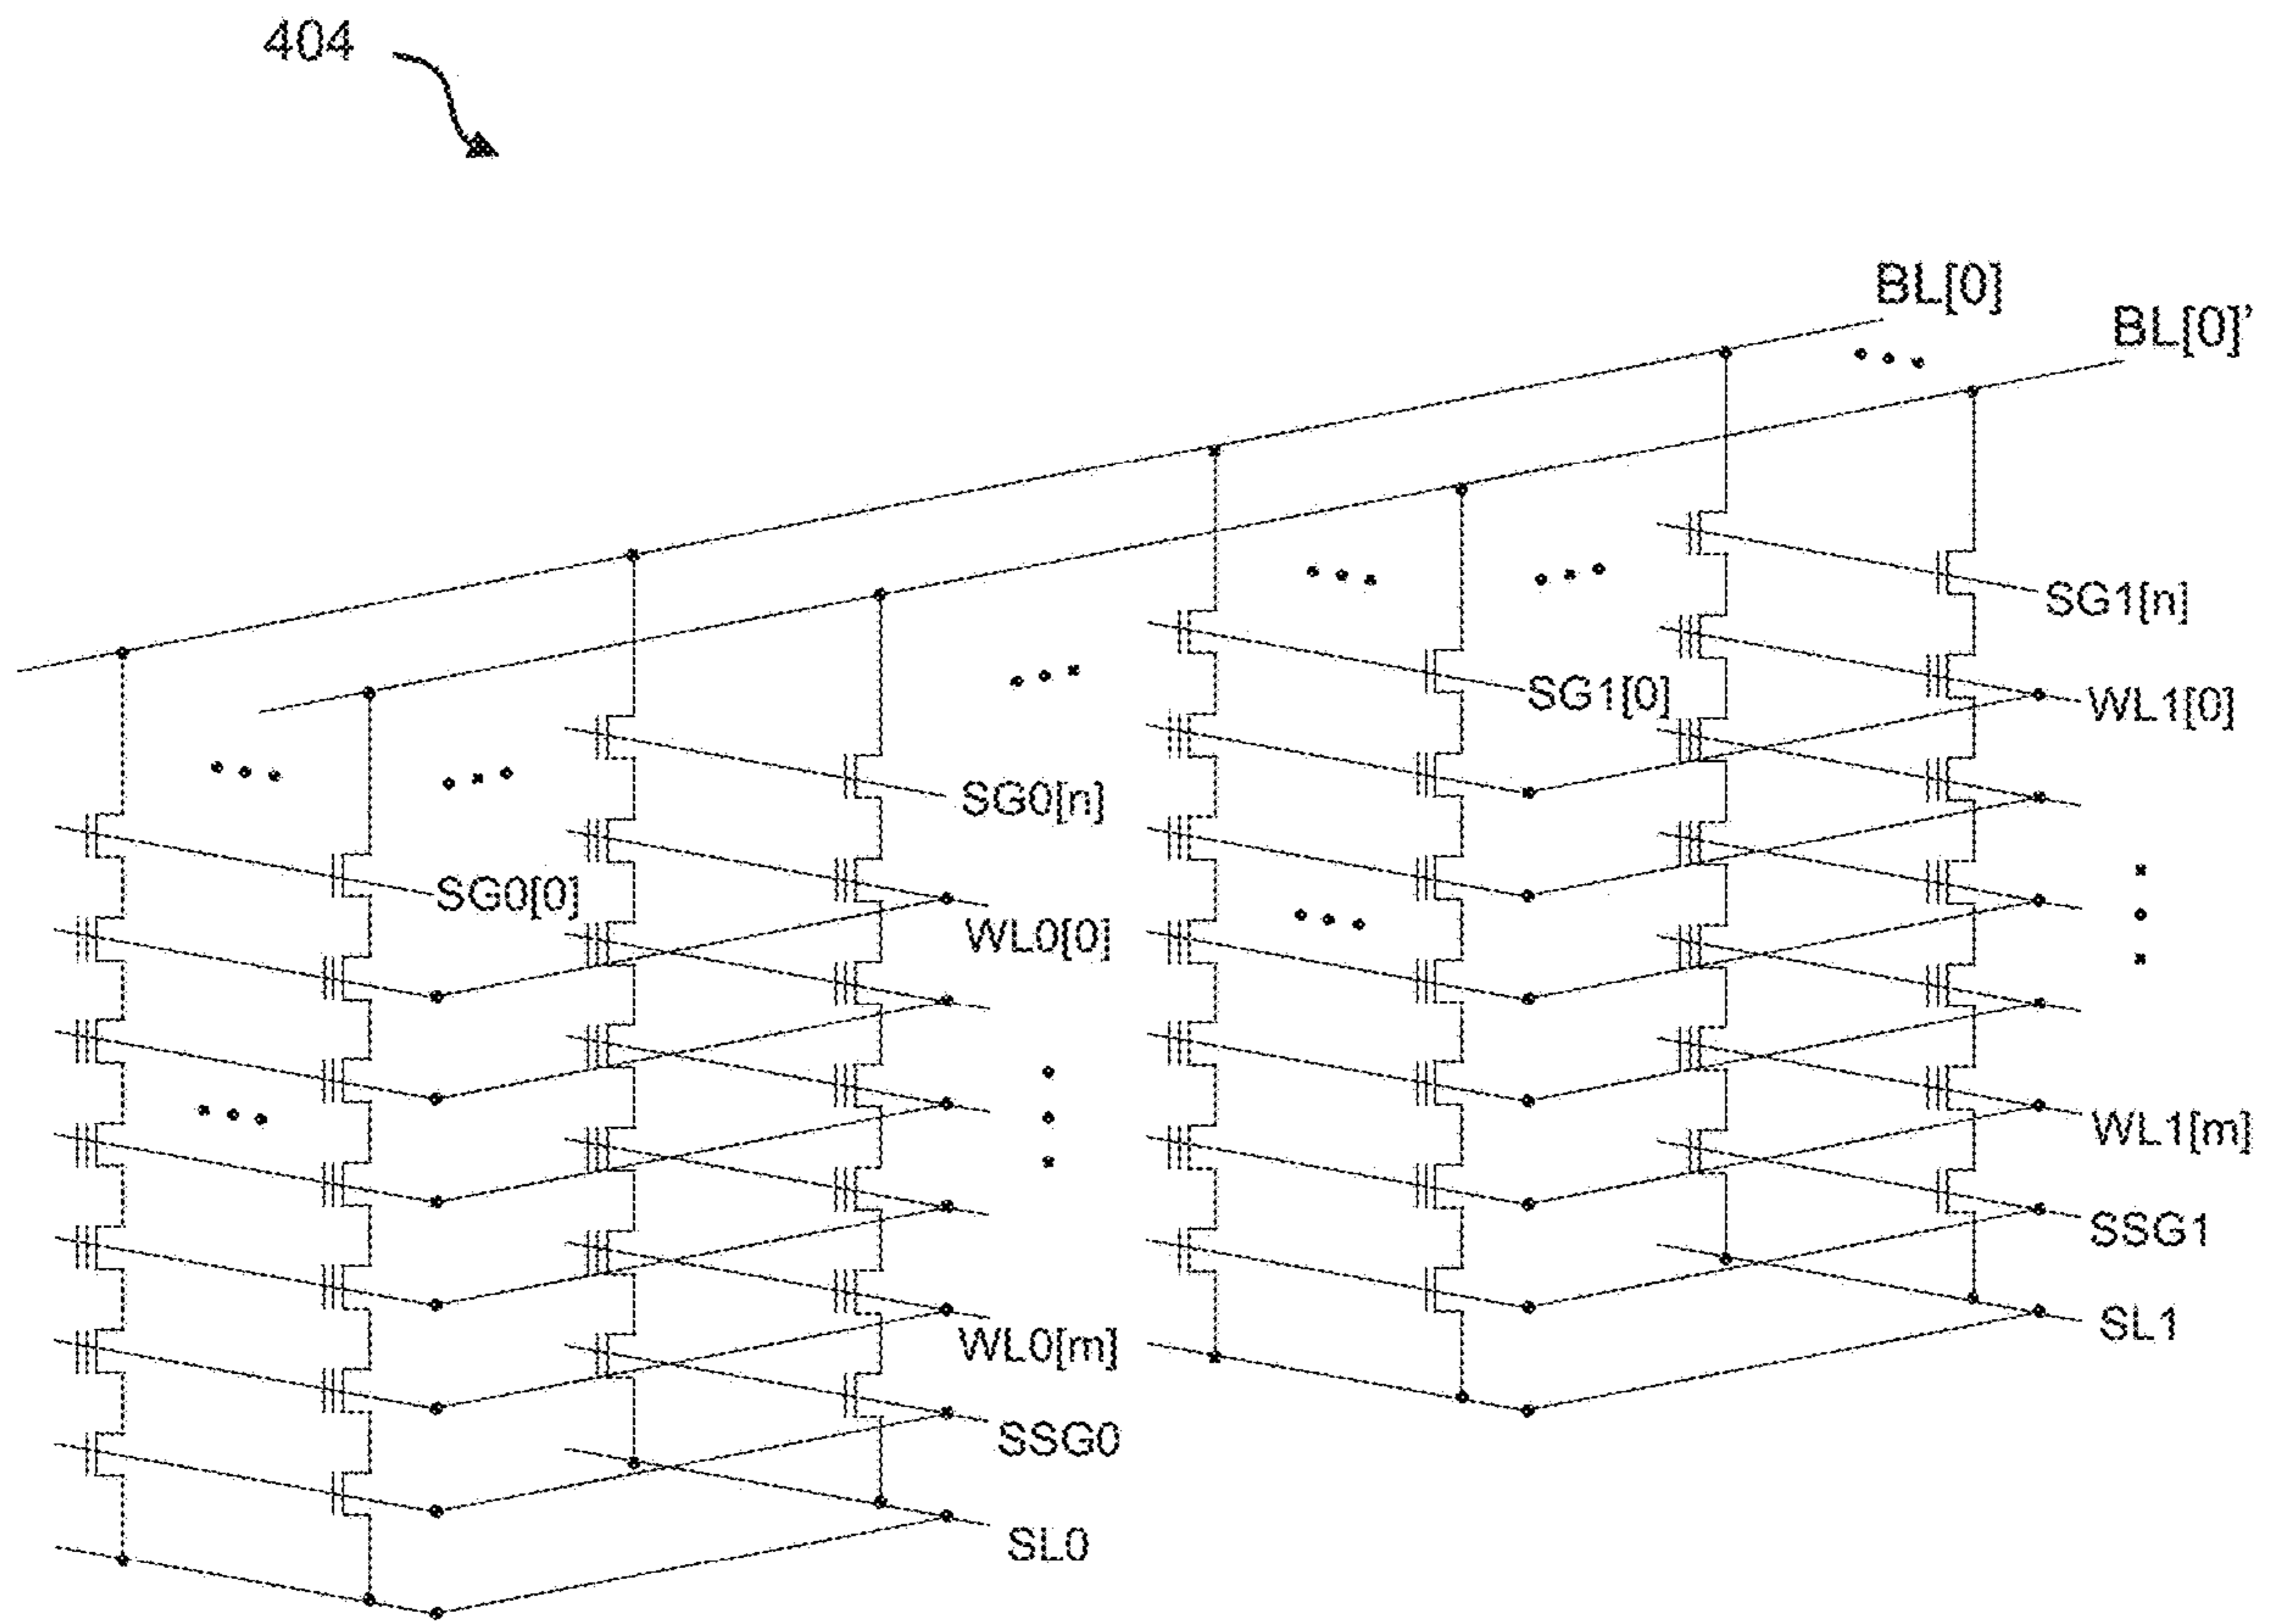 404
BL[0]
BL[0]’
SG1[n]
SG1[0]
WL1[0]
SG0[n]
SG0[0]
WL0[0]
WL1[m]
SSG1
SL1
WL0[m]
SSG0
SL0